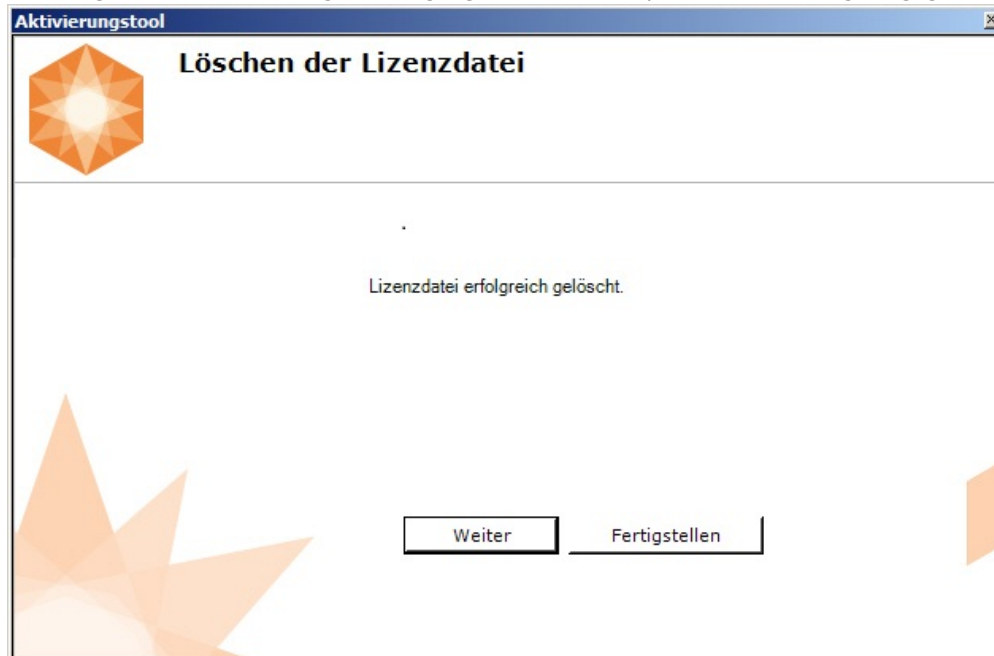 Aktivierungstool
Löschen der Lizenzdatei
Lizenzdatei erfolgreich gelöscht.
Weiter
Fertigstellen